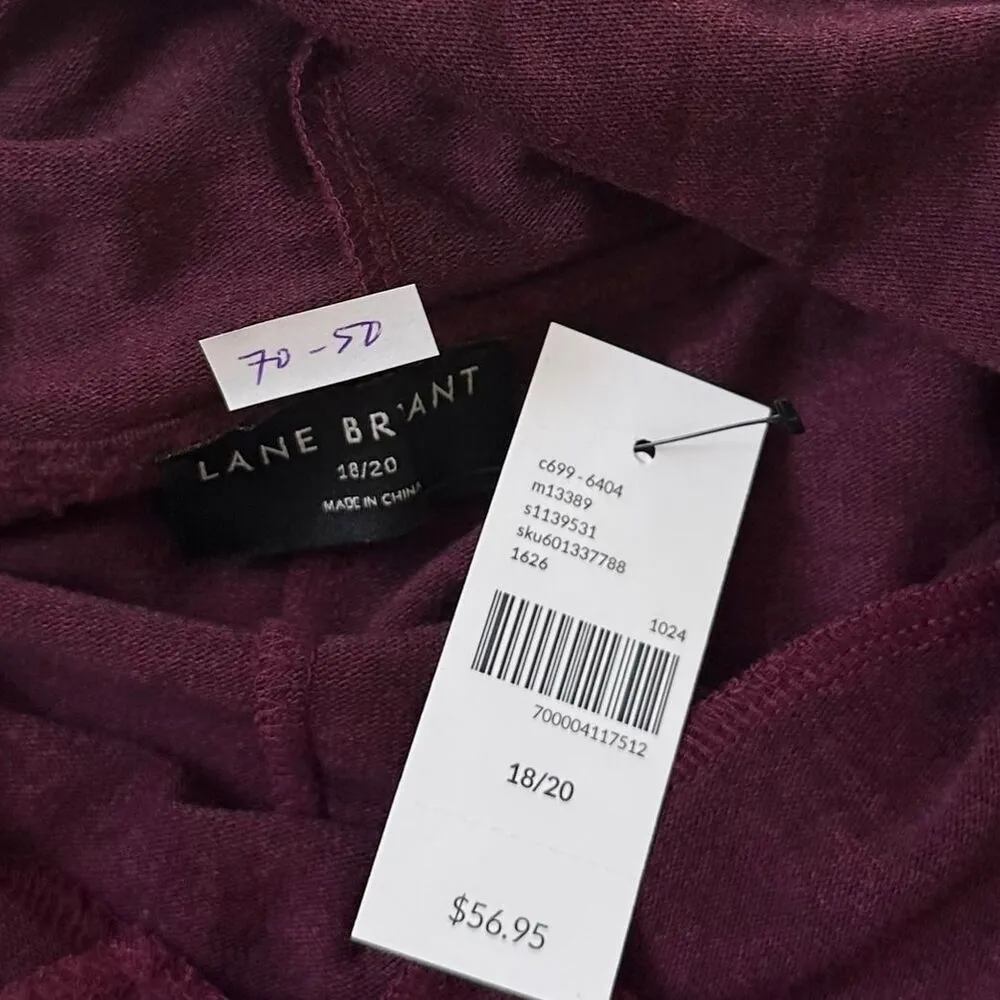 70-50
LANE BRYANT
18/20
MADE IN CHINA
c699-6404
m13389
s1139531
sku601337788
1626
1024
700004117512
18/20
$56.95